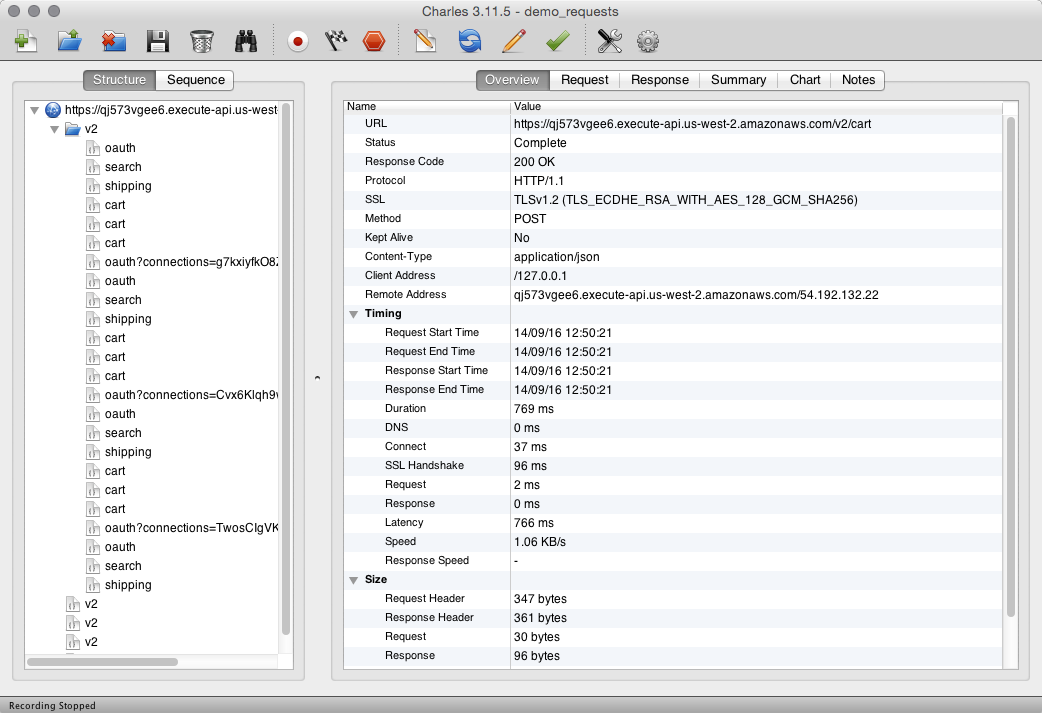 Charles 3.11.5 - demo_requests
Structure
Sequence
https://qj573vgee6.execute-api.us-west
v2
oauth
search
shipping
cart
cart
cart
oauth?connections=g7kxiyfkO8
oauth
search
shipping
cart
cart
cart
oauth?connections=Cvx6Klqh9
oauth
search
shipping
cart
cart
cart
oauth?connections=TwosCIgVK
oauth
search
shipping
v2
v2
v2
Overview
Request
Response
Summary
Chart
Notes
Name Value
URL https://qj573vgee6.execute-api.us-west-2.amazonaws.com/v2/cart
Status Complete
Response Code 200 OK
Protocol HTTP/1.1
SSL TLSv1.2 (TLS_ECDHE_RSA_WITH_AES_128_GCM_SHA256)
Method POST
Kept Alive No
Content-Type application/json
Client Address /127.0.0.1
Remote Address qj573vgee6.execute-api.us-west-2.amazonaws.com/54.192.132.22
Timing
Request Start Time 14/09/16 12:50:21
Request End Time 14/09/16 12:50:21
Response Start Time 14/09/16 12:50:21
Response End Time 14/09/16 12:50:21
Duration 769 ms
DNS 0 ms
Connect 37 ms
SSL Handshake 96 ms
Request 2 ms
Response 0 ms
Latency 766 ms
Speed 1.06 KB/s
Response Speed -
Size
Request Header 347 bytes
Response Header 361 bytes
Request 30 bytes
Response 96 bytes
Recording Stopped